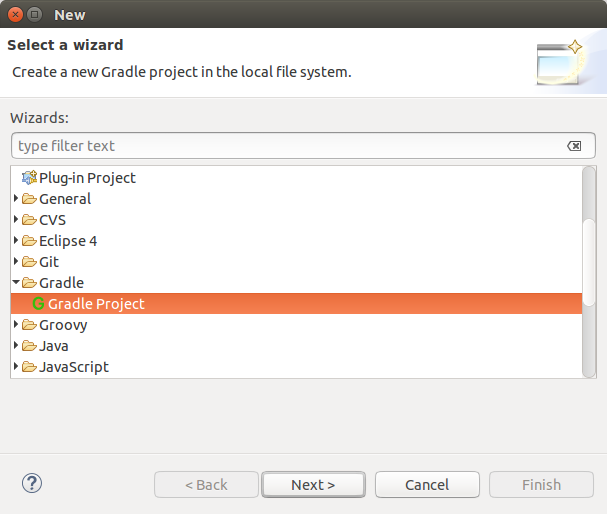 New
Select a wizard
Create a new Gradle project in the local file system.
Wizards:
type filter text
Plug-in Project
General
CVS
Eclipse 4
Git
Gradle
G Gradle Project
Groovy
Java
JavaScript
? < Back Next > Cancel Finish